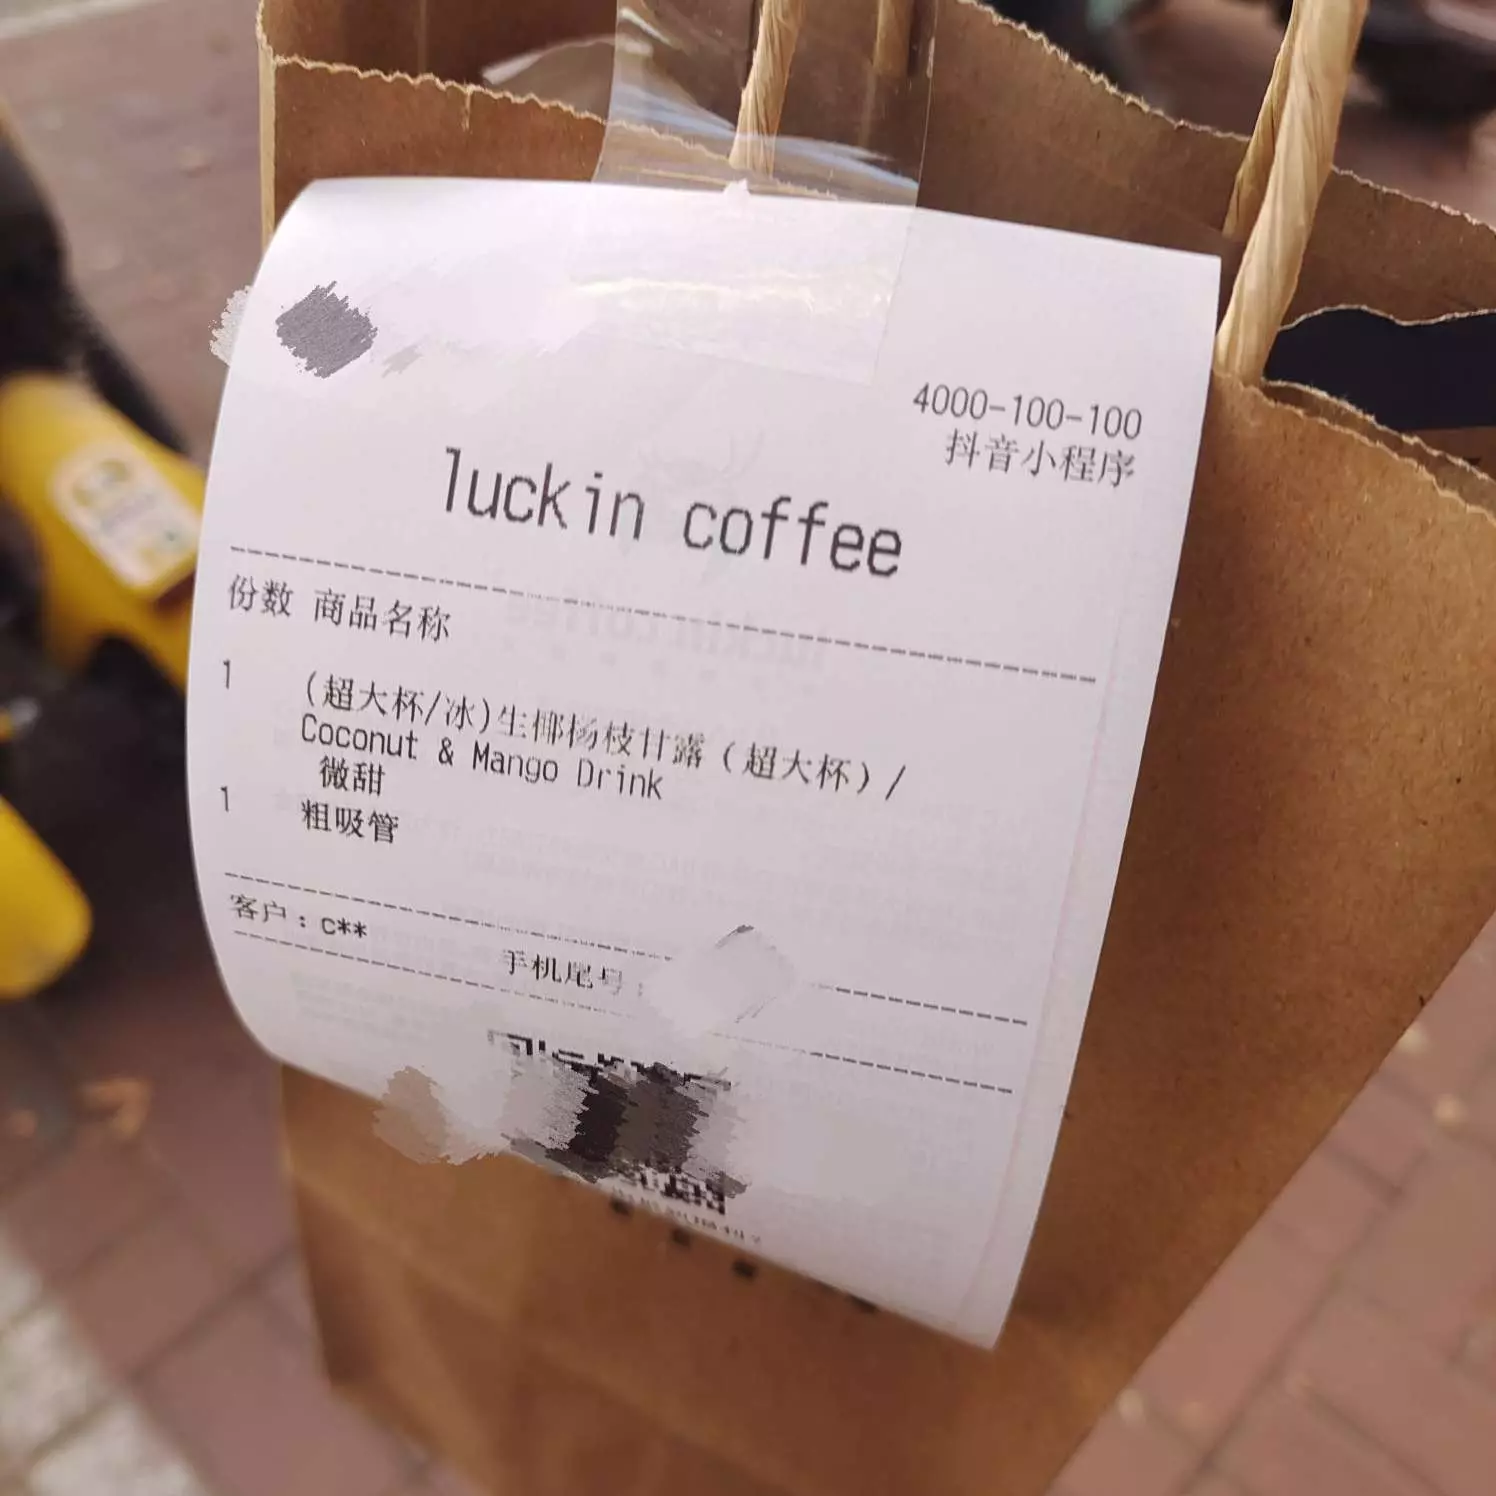 4000-100-100
抖音小程序
luckin coffee
份数 商品名称
1 (超大杯/冰)生椰杨枝甘露（超大杯）/
Coconut & Mango Drink
微甜
1 粗吸管
客户：C**
手机尾号：